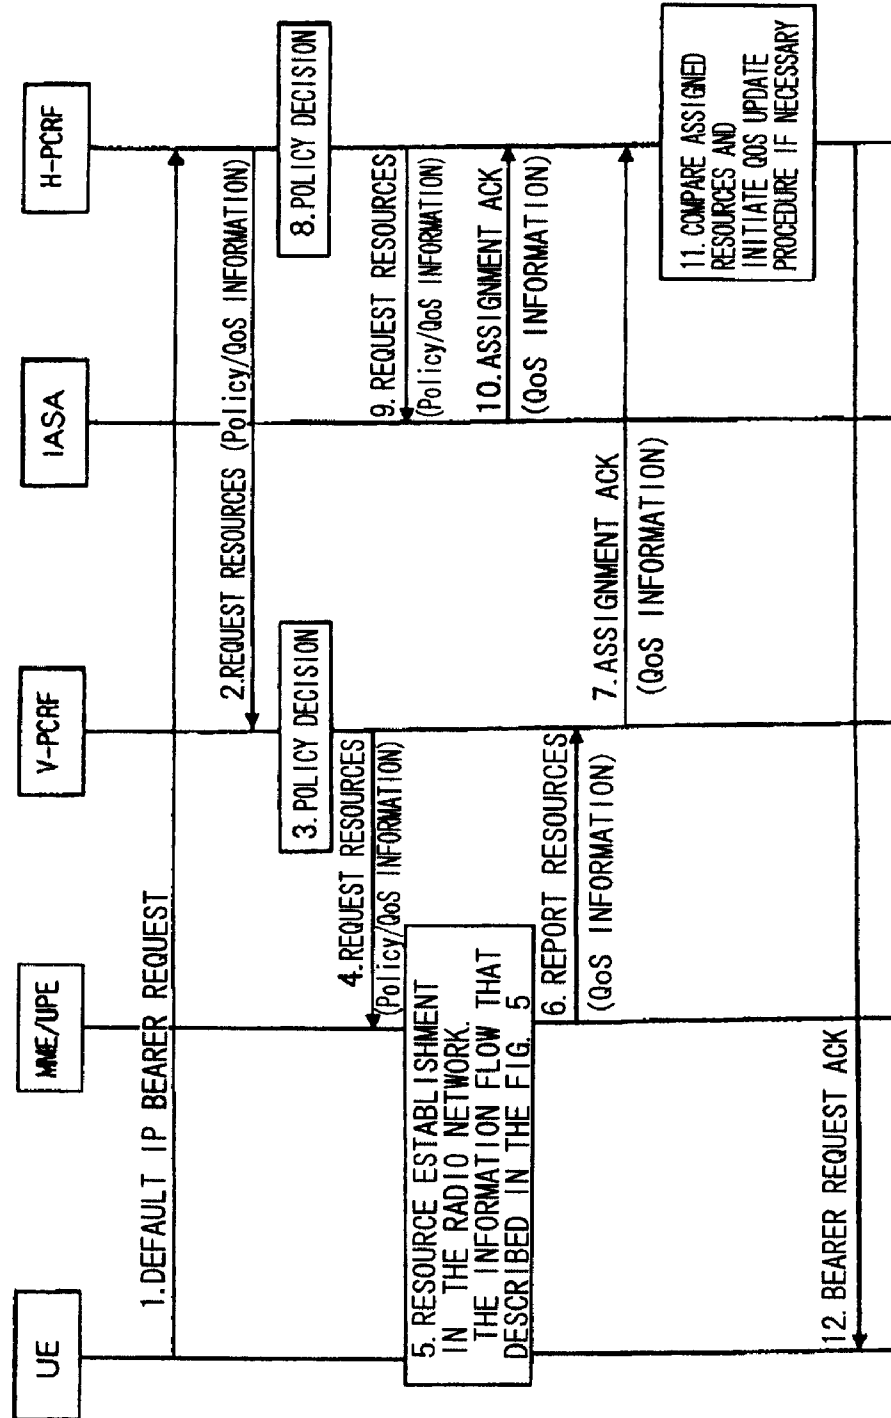 UE
MME/UPE
V-PCRF
IASA
H-PCRF
1.DEFAULT IP BEARER REQUEST
2.REQUEST RESOURCES (Policy/QoS INFORMATION)
3.POLICY DECISION
8.POLICY DECISION
4.REQUEST RESOURCES
(Policy/QoS INFORMATION)
9.REQUEST RESOURCES
(Policy/QoS INFORMATION)
5.RESOURCE ESTABLISHMENT
IN THE RADIO NETWORK.
THE INFORMATION FLOW THAT
DESCRIBED IN THE FIG. 5
10.ASSIGNMENT ACK
(QoS INFORMATION)
6.REPORT RESOURCES
(QoS INFORMATION)
7.ASSIGNMENT ACK
(QoS INFORMATION)
11.COMPARE ASSIGNED
RESOURCES AND
INITIATE QOS UPDATE
PROCEDURE IF NECESSARY
12.BEARER REQUEST ACK